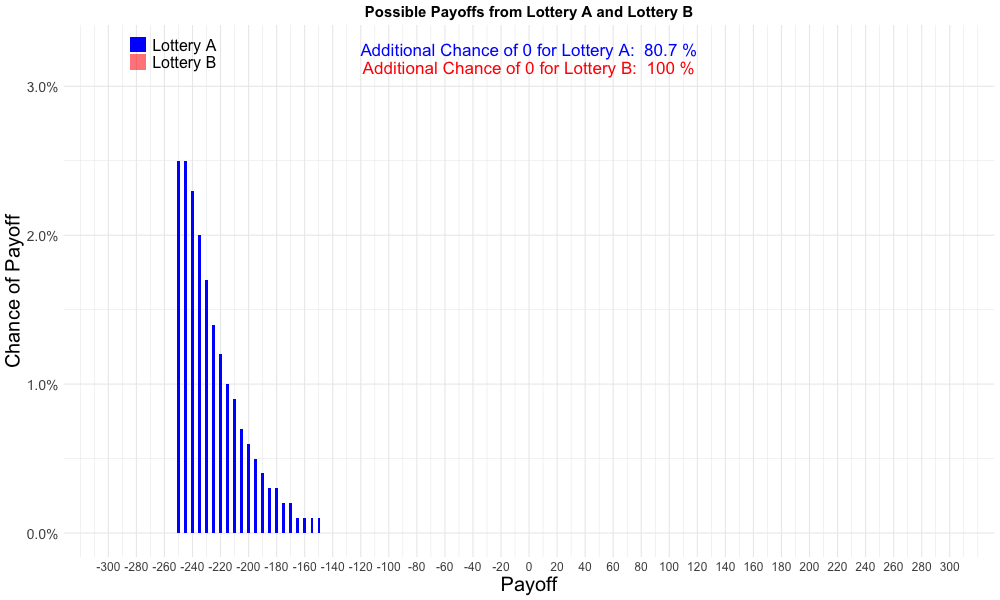 Possible Payoffs from Lottery A and Lottery B
Lottery A
Lottery B
Additional Chance of 0 for Lottery A: 80.7 %
Additional Chance of 0 for Lottery B: 100 %
3.0%
2.0%
1.0%
0.0%
Chance of Payoff
-300 -280 -260 -240 -220 -200 -180 -160 -140 -120 -100 -80 -60 -40 -20 0 20 40 60 80 100 120 140 160 180 200 220 240 260 280 300
Payoff